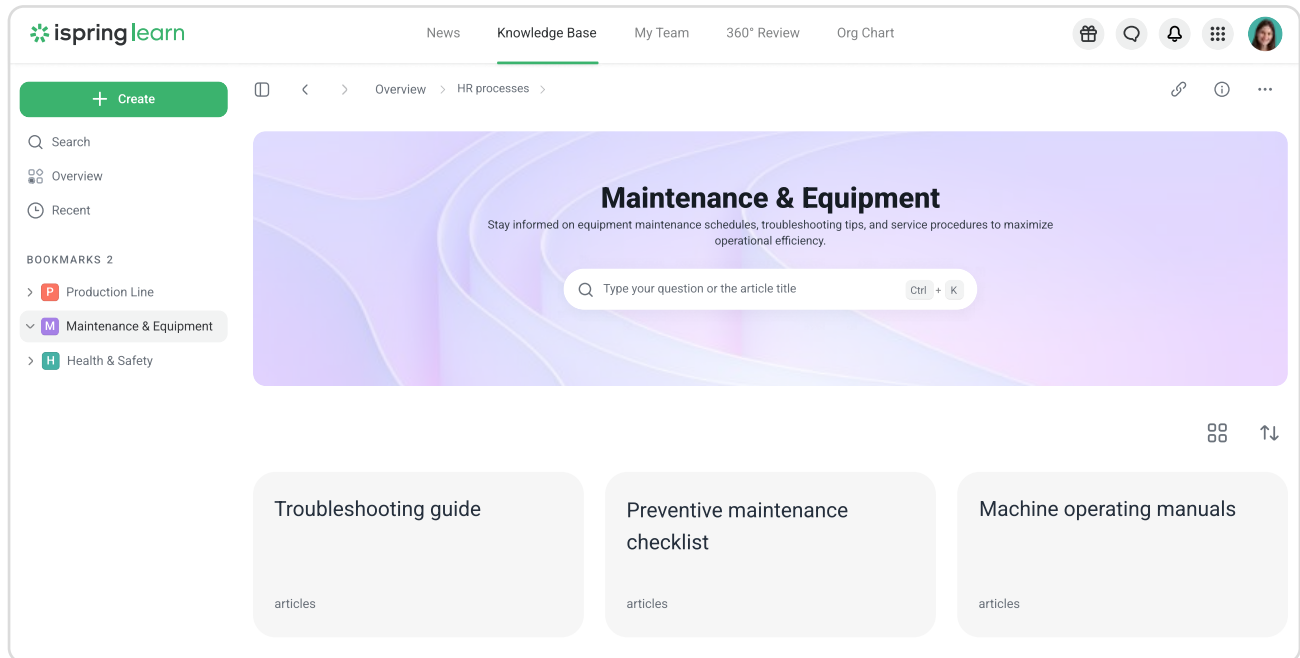 ispring learn
News Knowledge Base My Team 360° Review Org Chart
Create
Overview HR processes
Search
Overview
Recent
BOOKMARKS 2
P Production Line
M Maintenance & Equipment
H Health & Safety
Maintenance & Equipment
Stay informed on equipment maintenance schedules, troubleshooting tips, and service procedures to maximize
operational efficiency.
Type your question or the article title Ctrl + K
Troubleshooting guide
articles
Preventive maintenance
checklist
articles
Machine operating manuals
articles